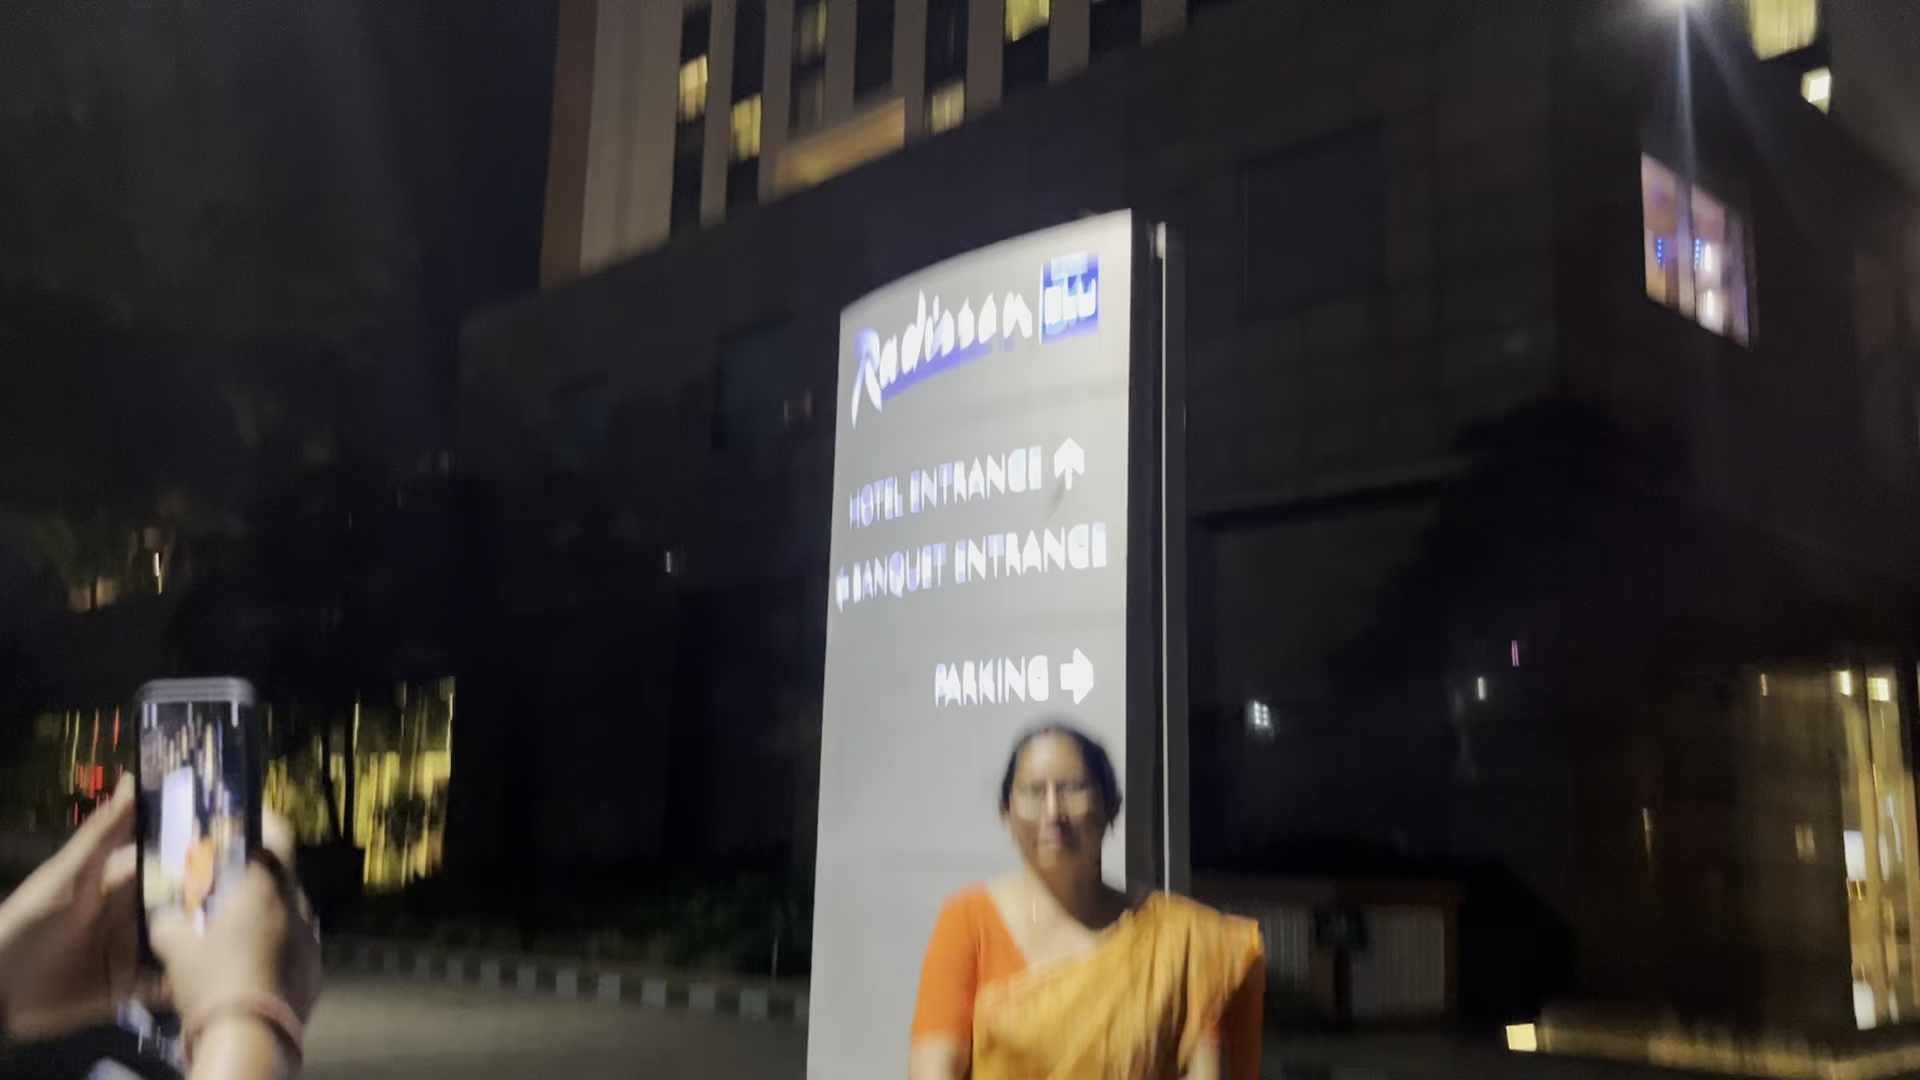 Radisson BLU
HOTEL ENTRANCE ↑
← BANQUET ENTRANCE
PARKING →